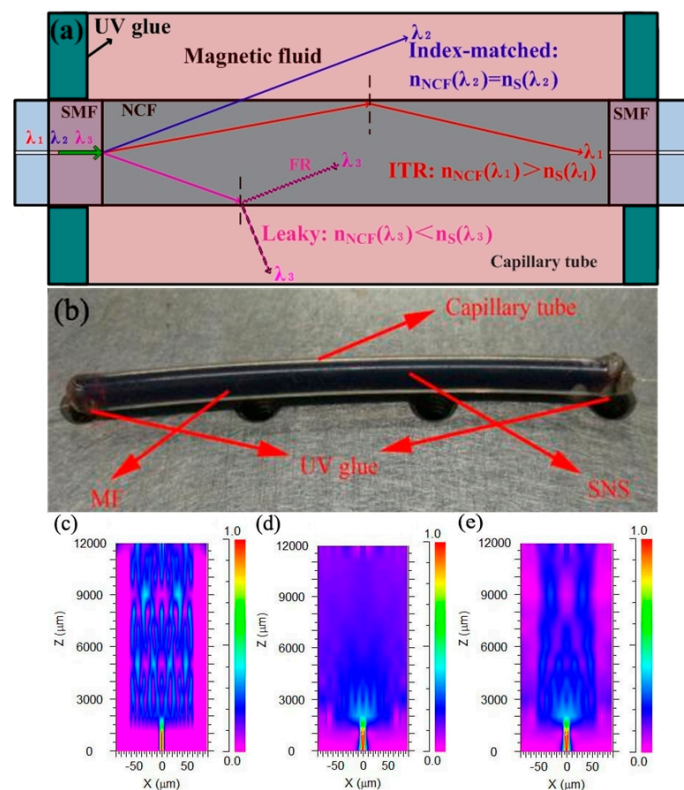 (a)
UV glue
Magnetic fluid
λ2
Index-matched:
nNCF(λ2)=nS(λ2)
SMF
NCF
SMF
λ1 λ2 λ3
FR
λ3
λ1
ITR: nNCF(λ1)>nS(λ1)
Leaky: nNCF(λ3)<nS(λ3)
λ3
Capillary tube
(b)
Capillary tube
UV glue
MF
SNS
(c)
1.0
12000
9000
6000
3000
0
Z (μm)
0.0
-50 0 50
X (μm)
(d)
1.0
12000
9000
6000
3000
0
Z (μm)
0.0
-50 0 50
X (μm)
(e)
1.0
12000
9000
6000
3000
0
Z (μm)
0.0
-50 0 50
X (μm)